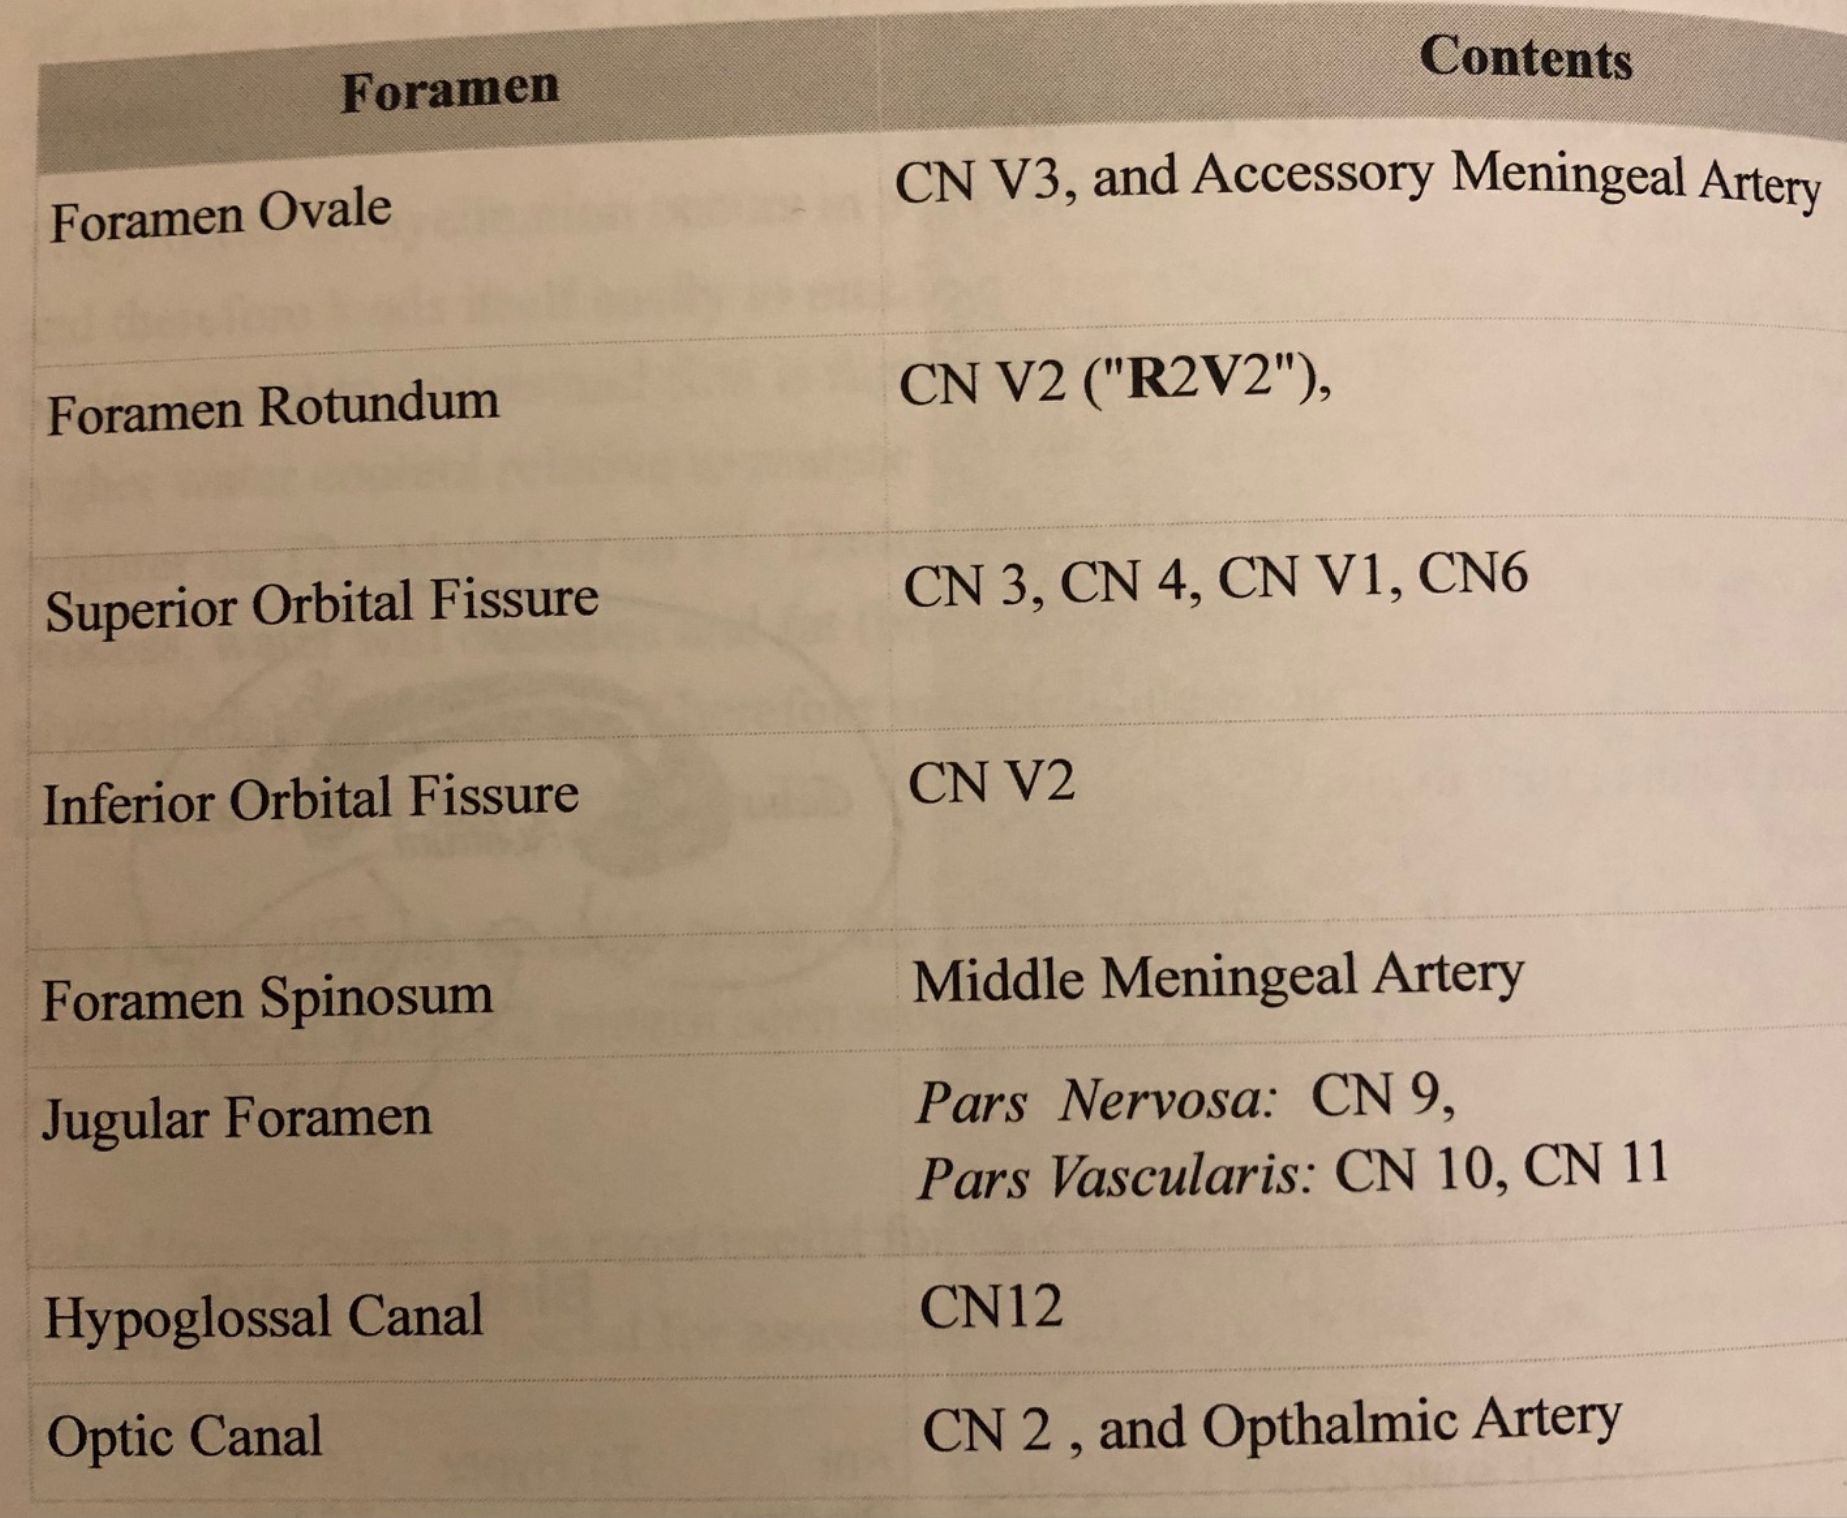 Foramen Contents
Foramen Ovale CN V3, and Accessory Meningeal Artery
Foramen Rotundum CN V2 ("R2V2"),
Superior Orbital Fissure CN 3, CN 4, CN V1, CN6
Inferior Orbital Fissure CN V2
Foramen Spinosum Middle Meningeal Artery
Jugular Foramen Pars Nervosa: CN 9,
Pars Vascularis: CN 10, CN 11
Hypoglossal Canal CN12
Optic Canal CN 2 , and Opthalmic Artery